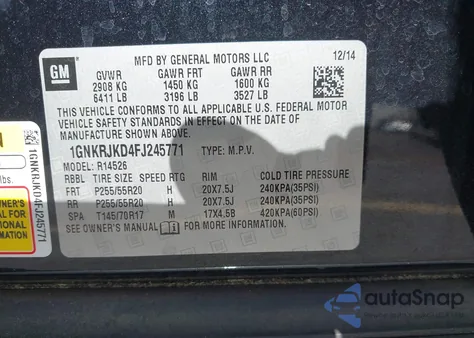 GM
MFD BY GENERAL MOTORS LLC
12/14
GVWR GAWR FRT GAWR RR
2908 KG 1450 KG 1600 KG
6411 LB 3196 LB 3527 LB
THIS VEHICLE CONFORMS TO ALL APPLICABLE U.S. FEDERAL MOTOR
VEHICLE SAFETY STANDARDS IN EFFECT ON THE DATE OF
MANUFACTURE SHOWN ABOVE.
1GNKRJKD4FJ245771 TYPE: M.P.V.
MODEL: R14526
RBL TIRE SIZE SPEED RTG RIM COLD TIRE PRESSURE
FRT P255/55R20 H 20X7.5J 240KPA(35PSI)
RR P255/55R20 H 20X7.5J 240KPA(35PSI)
SPA T145/70R17 M 17X4.5B 420KPA(60PSI)
SEE OWNER'S MANUAL FOR MORE INFORMATION.
lbs.
1GNKRJKD4FJ245771
autoSnap